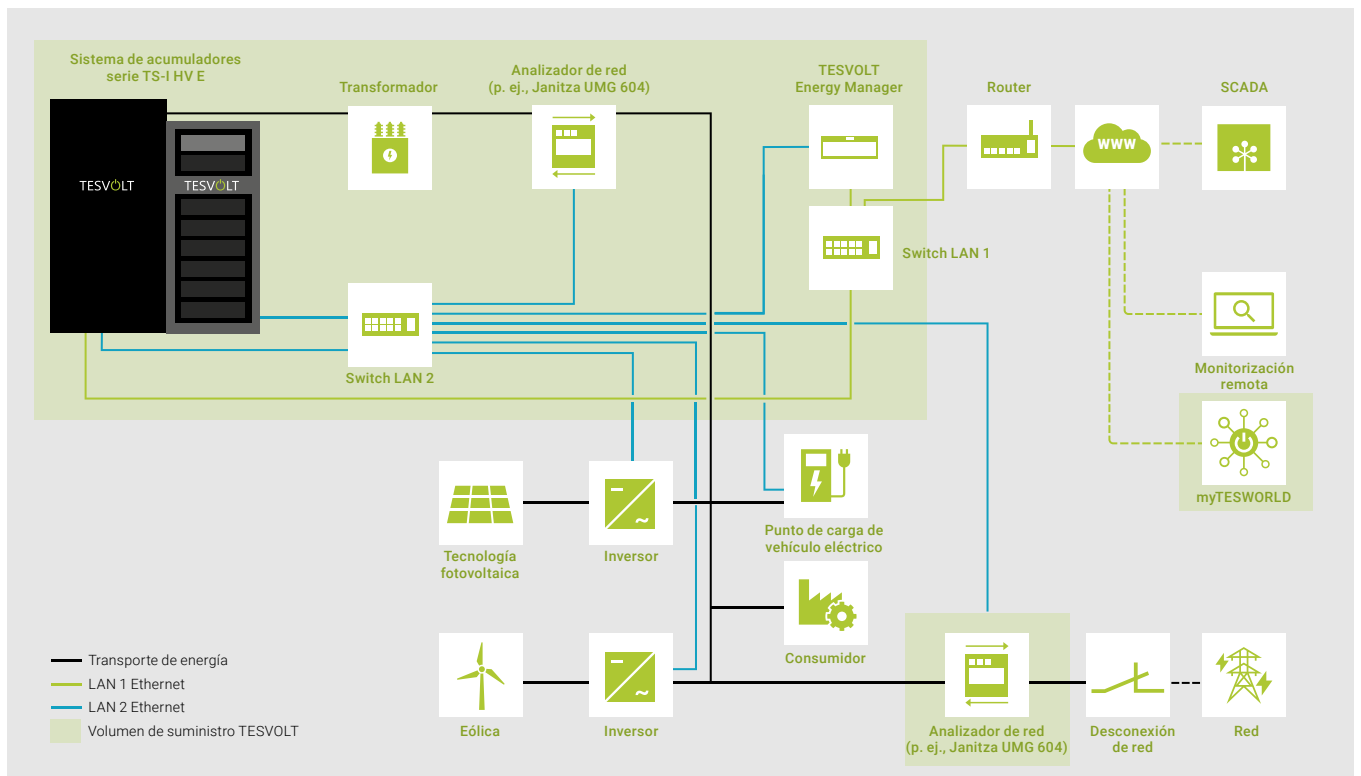 Sistema de acumuladores
serie TS-I HV E
Transformador
Analizador de red
(p. ej., Janitza UMG 604)
TESVOLT
Energy Manager
Router
SCADA
WWW
TESVOLT
TESVOLT
Switch LAN 1
Switch LAN 2
Monitorización
remota
myTESWORLD
Tecnología
fotovoltaica
Inversor
Punto de carga de
vehículo eléctrico
Consumidor
Transporte de energía
LAN 1 Ethernet
LAN 2 Ethernet
Volumen de suministro TESVOLT
Eólica
Inversor
Analizador de red
(p. ej., Janitza UMG 604)
Desconexión
de red
Red